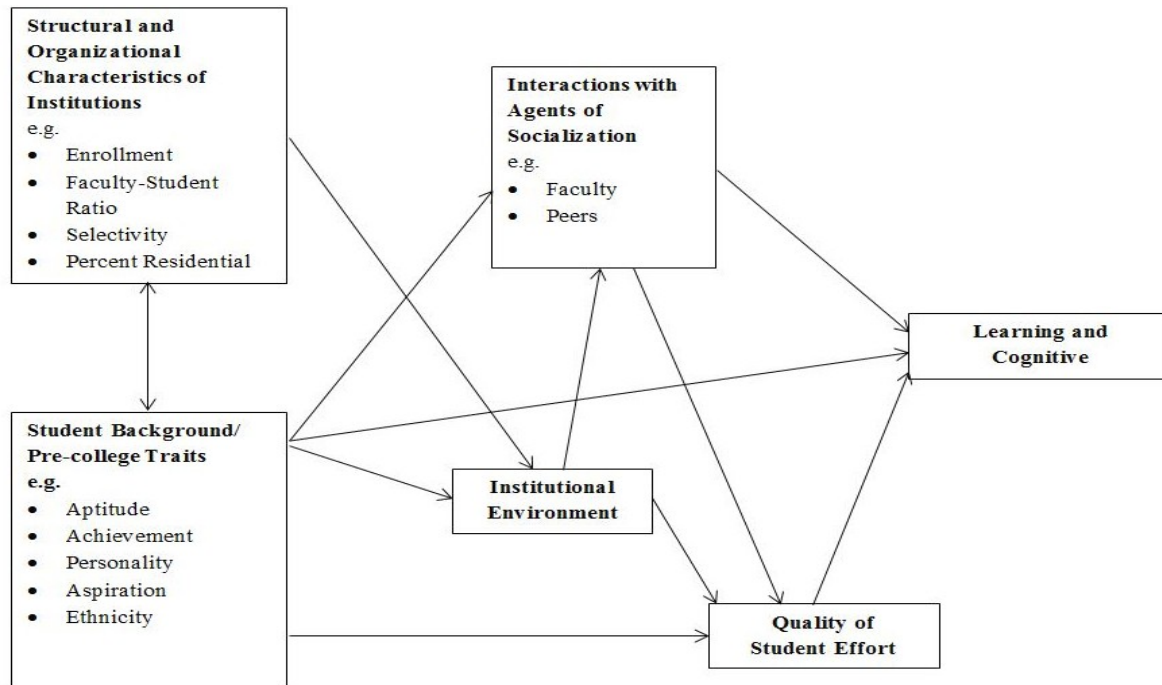 Structural and
Organizational
Characteristics of
Institutions
e.g.
• Enrollment
• Faculty-Student
Ratio
• Selectivity
• Percent Residential
Interactions with
Agents of
Socialization
e.g.
• Faculty
• Peers
Learning and
Cognitive
Student Background/
Pre-college Traits
e.g.
• Aptitude
• Achievement
• Personality
• Aspiration
• Ethnicity
Institutional
Environment
Quality of
Student Effort